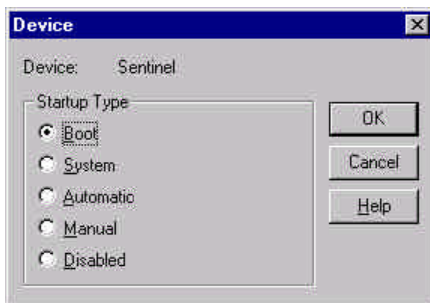 Device
Device: Sentinel
Startup Type
Boot
System
Automatic
Manual
Disabled
OK
Cancel
Help